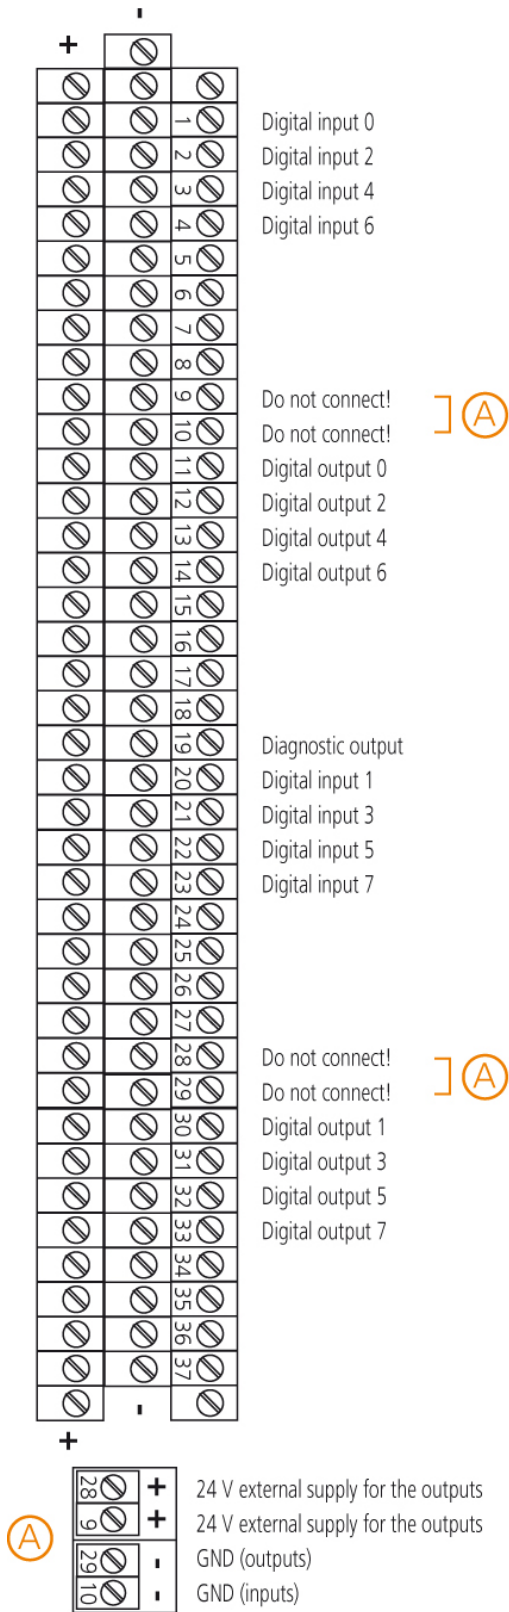 -
+
1 Digital input 0
2 Digital input 2
3 Digital input 4
4 Digital input 6
5
6
7
8
9 Do not connect!
A
10 Do not connect!
11 Digital output 0
12 Digital output 2
13 Digital output 4
14 Digital output 6
15
16
17
18
19 Diagnostic output
20 Digital input 1
21 Digital input 3
22 Digital input 5
23 Digital input 7
24
25
26
27
28 Do not connect!
A
29 Do not connect!
30 Digital output 1
31 Digital output 3
32 Digital output 5
33 Digital output 7
34
35
36
37
-
+
28 + 24 V external supply for the outputs
9 + 24 V external supply for the outputs
A
29 - GND (outputs)
10 - GND (inputs)